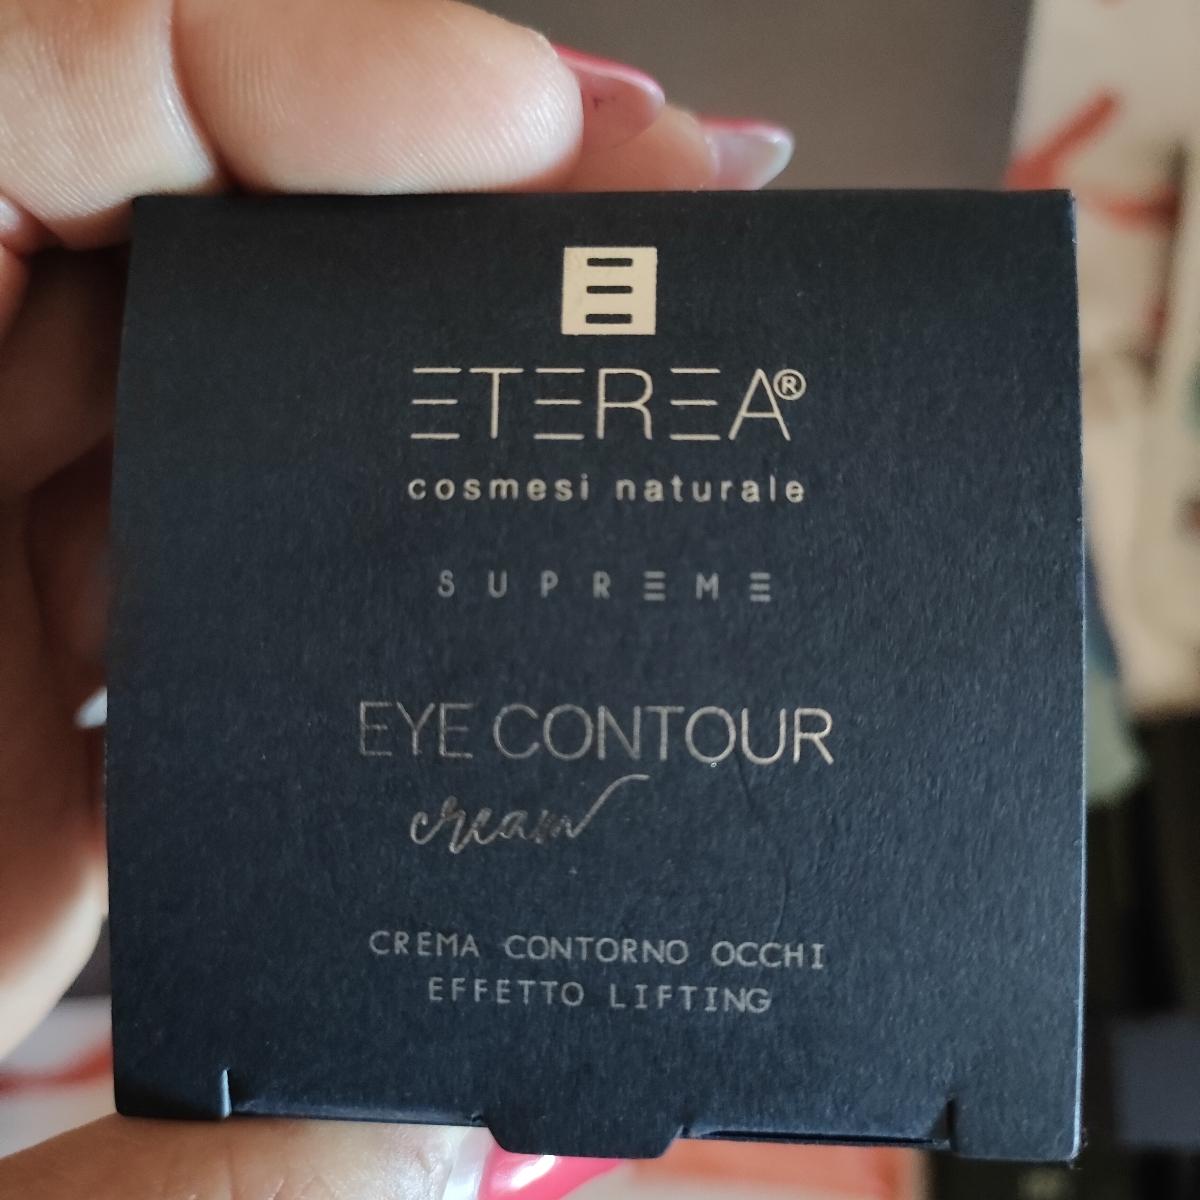 ETEREA®
cosmesi naturale
SUPREME
EYE CONTOUR
cream
CREMA CONTORNO OCCHI
EFFETTO LIFTING